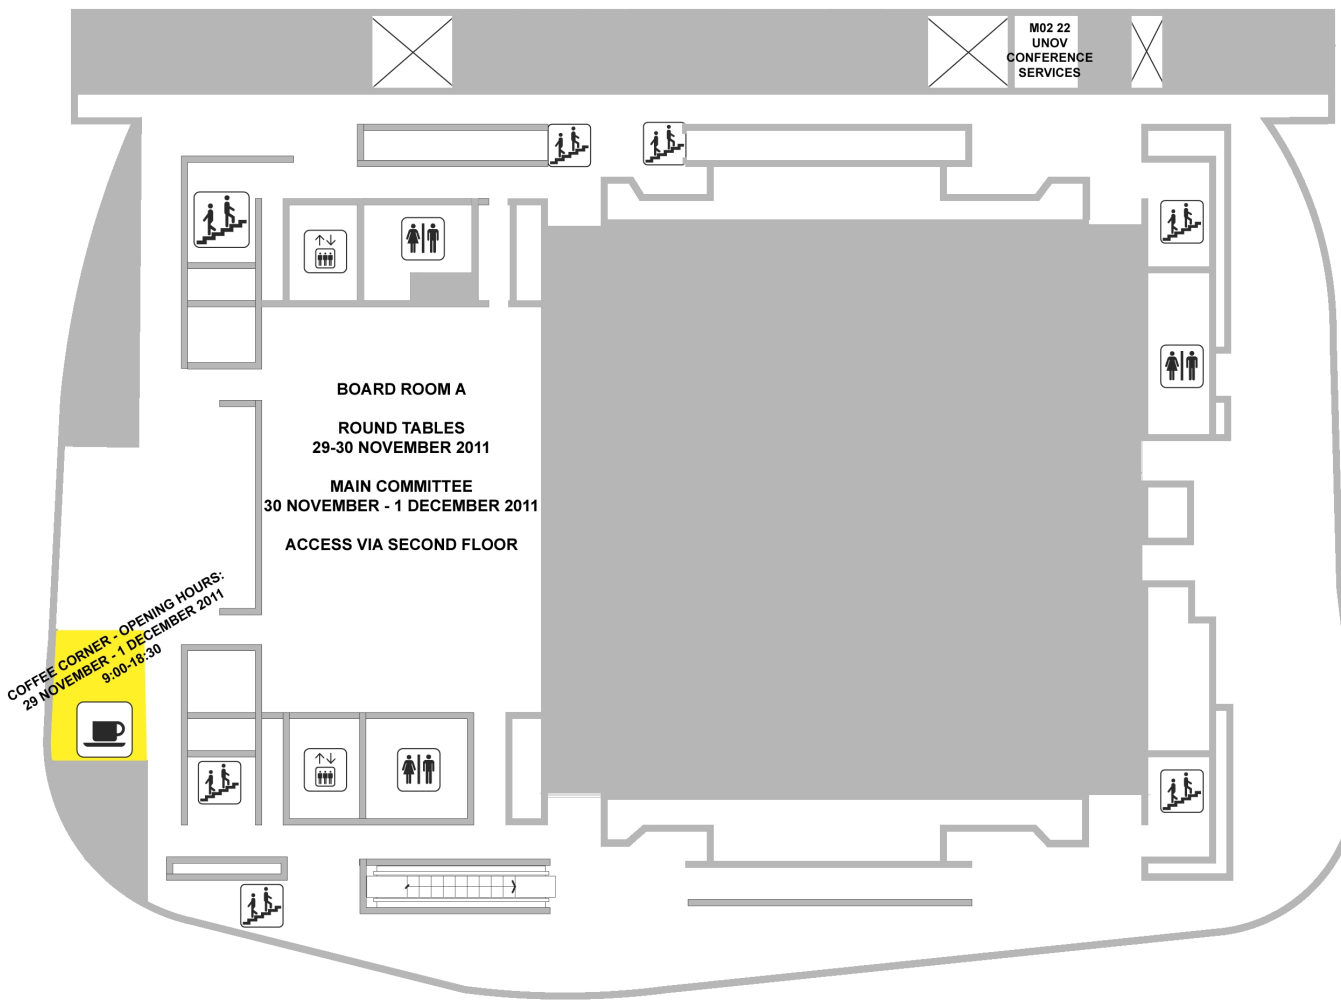 M02 22
UNOV
CONFERENCE
SERVICES
BOARD ROOM A
ROUND TABLES
29-30 NOVEMBER 2011
MAIN COMMITTEE
30 NOVEMBER - 1 DECEMBER 2011
ACCESS VIA SECOND FLOOR
COFFEE CORNER - OPENING HOURS:
29 NOVEMBER - 1 DECEMBER 2011
9:00-18:30